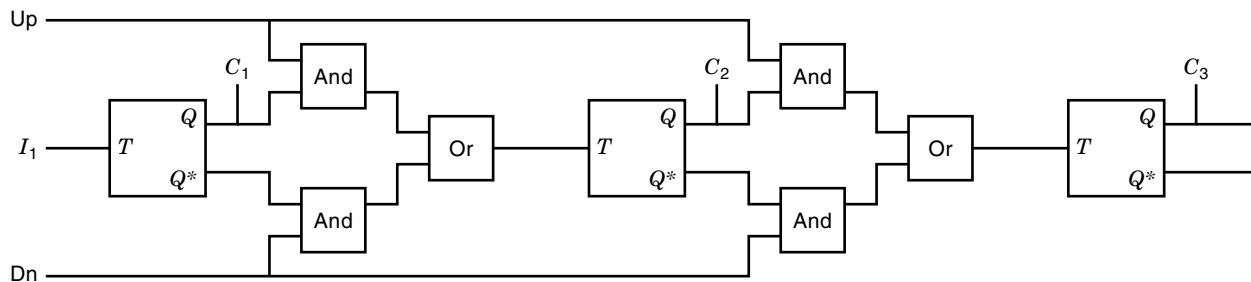 Up
C1 And C2 And C3
I1 T Q Q* Or T Q Q* Or T Q Q*
And And
Dn